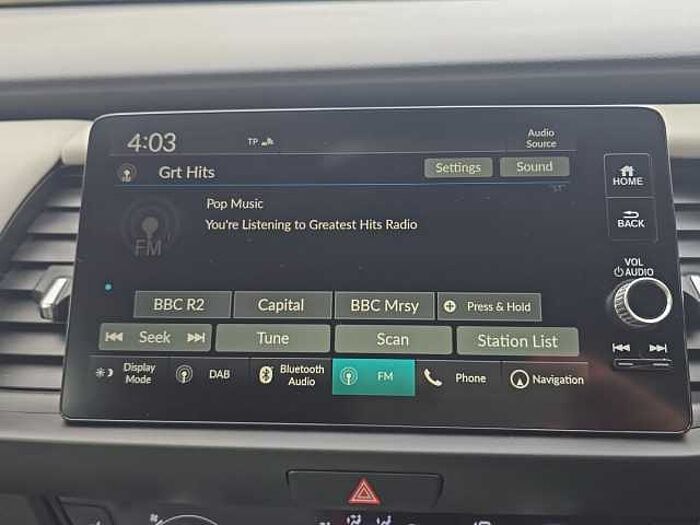 4:03
TP
Audio
Source
Grt Hits
Settings
Sound
HOME
ST
Pop Music
You're Listening to Greatest Hits Radio
FM
BACK
VOL
AUDIO
BBC R2
Capital
BBC Mrsy
Press & Hold
Seek
Tune
Scan
Station List
Display
Mode
DAB
Bluetooth
Audio
FM
Phone
Navigation